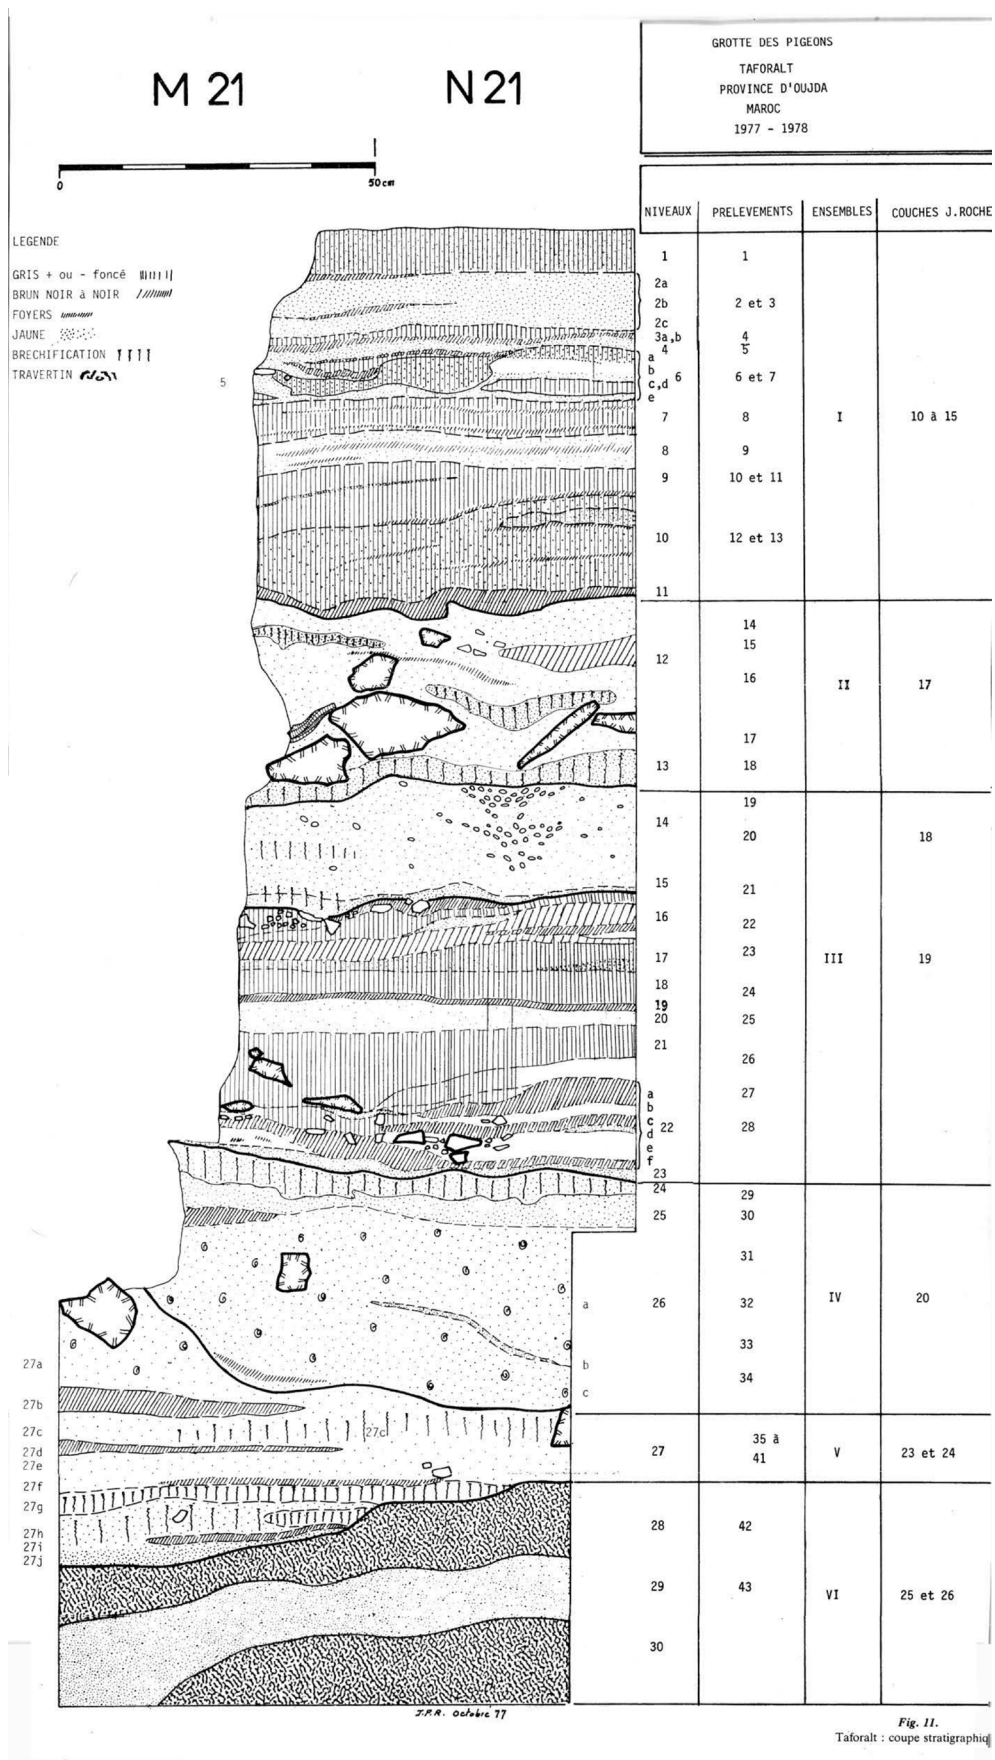 M 21
N 21
0
50cm
GROTTE DES PIGEONS
TAFORALT
PROVINCE D'OUJDA
MAROC
1977 - 1978
LEGENDE
GRIS + ou - foncé
BRUN NOIR à NOIR
FOYERS
JAUNE
BRECHIFICATION
TRAVERTIN
NIVEAUX PRELEVEMENTS ENSEMBLES COUCHES J.ROCHE
1 1
2a
2b 2 et 3
2c
3a,b 4
4 5
a
b
5 6 6 et 7
c,d
e
7 8 I 10 à 15
8 9
9 10 et 11
10 12 et 13
11
14
15
12
16
II 17
17
13 18
19
14
20 18
15
21
16
22
23
17 III 19
18
24
19
20 25
21
26
a 27
b
c
22 28
d
e
f
23
24
29
25 30
31
a 26 32 IV 20
33
27a b
34
c
27b
27c 27c
35 à
27d
27 41 V 23 et 24
27e
27f
27g
28 42
27h
27i
27j
29 43
VI 25 et 26
30
J.P.R. Octobre 77
Fig. 11.
Taforalt : coupe stratigraphiq